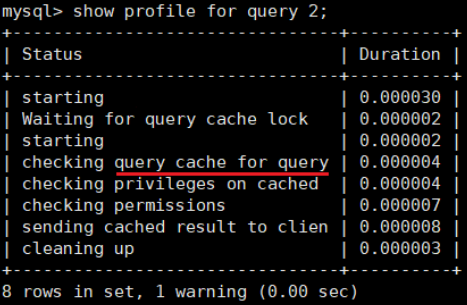 mysql> show profile for query 2;
+--------------------------------+----------+
| Status                         | Duration |
+--------------------------------+----------+
| starting                       | 0.000030 |
| Waiting for query cache lock   | 0.000002 |
| starting                       | 0.000002 |
| checking query cache for query | 0.000004 |
| checking privileges on cached  | 0.000004 |
| checking permissions           | 0.000007 |
| sending cached result to clien | 0.000008 |
| cleaning up                    | 0.000003 |
+--------------------------------+----------+
8 rows in set, 1 warning (0.00 sec)